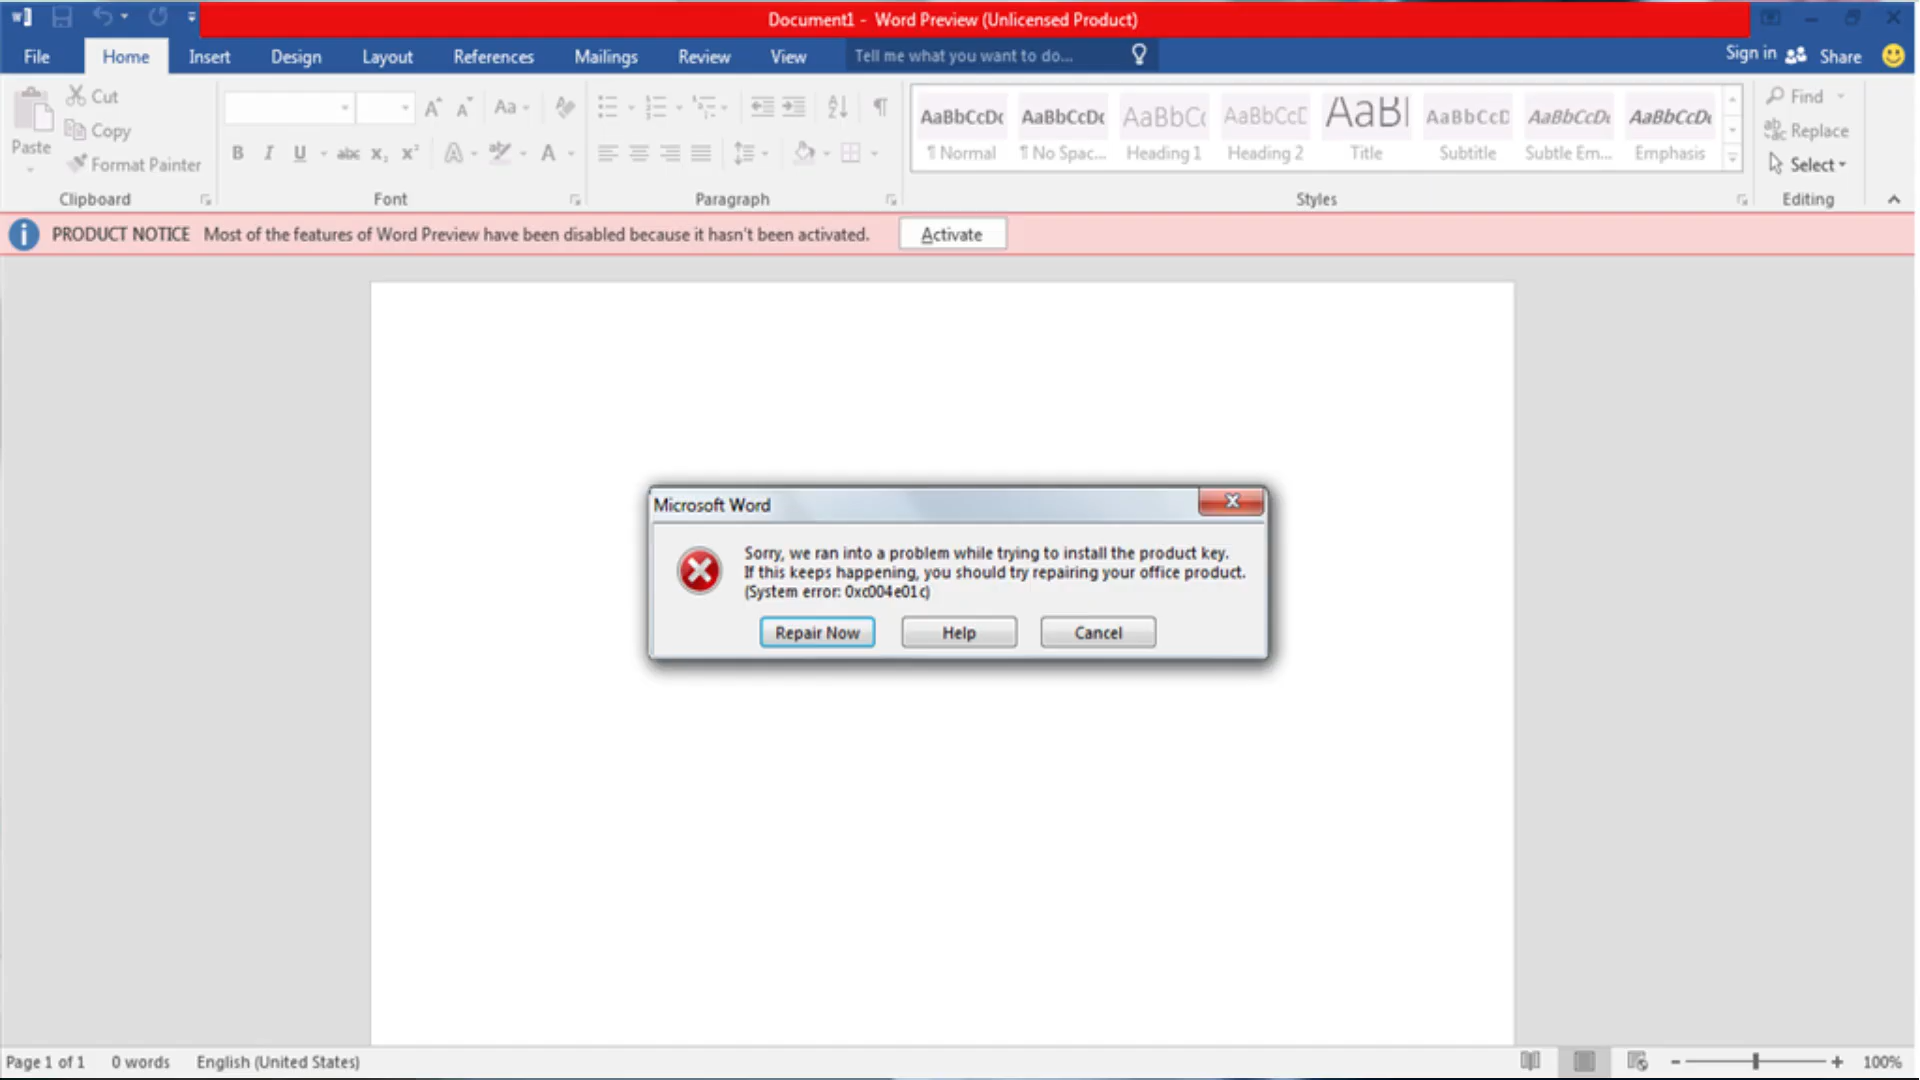 Document1 - Word Preview (Unlicensed Product)
File Home Insert Design Layout References Mailings Review View Tell me what you want to do... Sign in Share
Paste
Cut
Copy
Format Painter
Clipboard
Aa
B I U abc x₂ x² A A
Font
Paragraph
AaBbCcDc AaBbCcDc AaBbCc AaBbCcD AaBl AaBbCcD AaBbCcDc AaBbCcDc
¶ Normal ¶ No Spac... Heading 1 Heading 2 Title Subtitle Subtle Em... Emphasis
Styles
Find
Replace
Select
Editing
PRODUCT NOTICE Most of the features of Word Preview have been disabled because it hasn't been activated. Activate
Microsoft Word
Sorry, we ran into a problem while trying to install the product key.
If this keeps happening, you should try repairing your office product.
(System error: 0xc004e01c)
Repair Now Help Cancel
Page 1 of 1 0 words English (United States) 100%